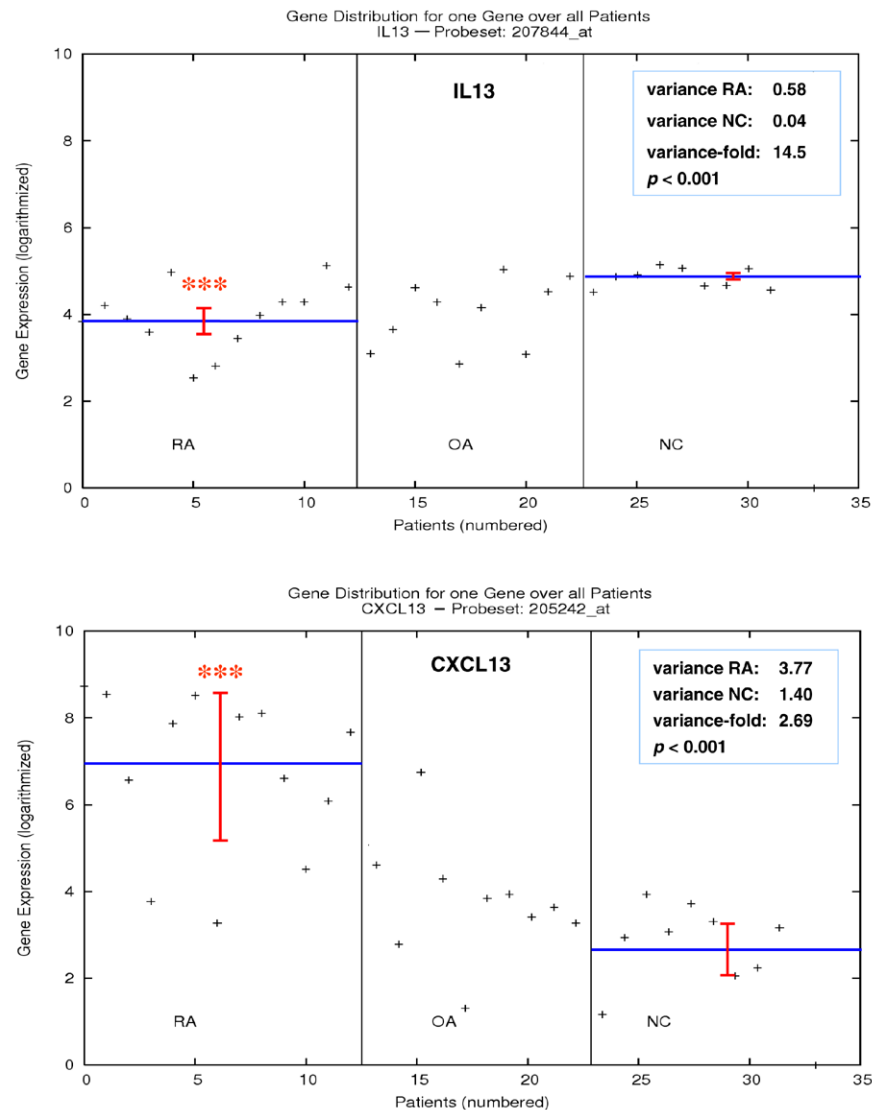 Gene Distribution for one Gene over all Patients
IL13 — Probeset: 207844_at
10
8
6
4
2
0
Gene Expression (logarithmized)
IL13
variance RA: 0.58
variance NC: 0.04
variance-fold: 14.5
p < 0.001
***
RA
OA
NC
0 5 10 15 20 25 30 35
Patients (numbered)
Gene Distribution for one Gene over all Patients
CXCL13 — Probeset: 205242_at
10
8
6
4
2
0
Gene Expression (logarithmized)
CXCL13
variance RA: 3.77
variance NC: 1.40
variance-fold: 2.69
p < 0.001
***
RA
OA
NC
0 5 10 15 20 25 30 35
Patients (numbered)